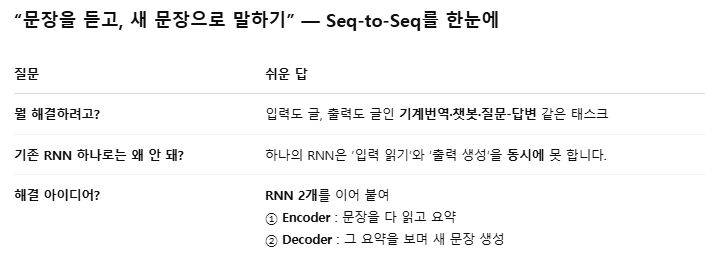 “문장을 듣고, 새 문장으로 말하기” — Seq-to-Seq를 한눈에
질문 쉬운 답
뭘 해결하려고? 입력도 글, 출력도 글인 기계번역·챗봇·질문-답변 같은 태스크
기존 RNN 하나로는 왜 안 돼? 하나의 RNN은 ‘입력 읽기’와 ‘출력 생성’을 동시에 못 합니다.
해결 아이디어? RNN 2개를 이어 붙여
① Encoder : 문장을 다 읽고 요약
② Decoder : 그 요약을 보며 새 문장 생성